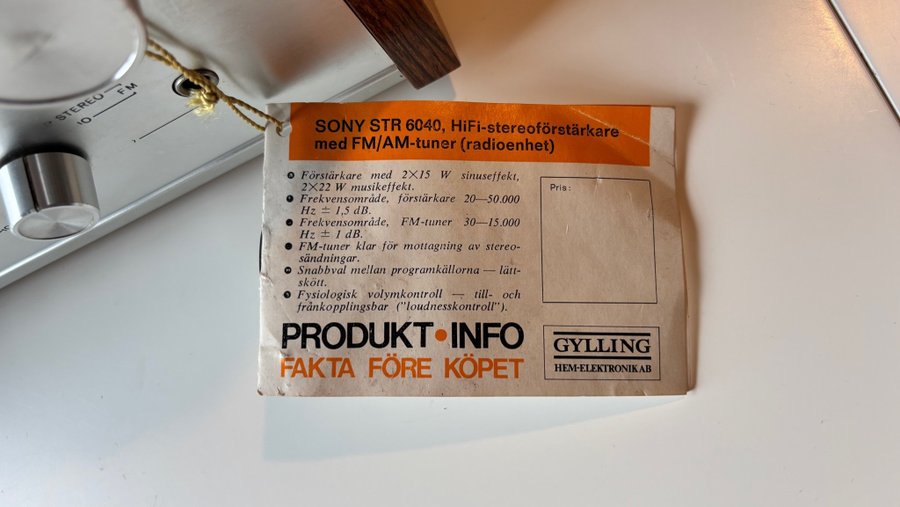 STEREO
FM
SONY STR 6040, HiFi-stereoförstärkare
med FM/AM-tuner (radioenhet)
Förstärkare med 2×15 W sinuseffekt,
2×22 W musikeffekt.
Frekvensområde, förstärkare 20—50.000
Hz ± 1,5 dB.
Frekvensområde, FM-tuner 30—15.000
Hz ± 1 dB.
FM-tuner klar för mottagning av stereo-
sändningar.
Snabbval mellan programkällorna — lätt-
skött.
Fysiologisk volymkontroll — till- och
frånkopplingsbar ("loudnesskontroll").
Pris:
PRODUKT•INFO
FAKTA FÖRE KÖPET
GYLLING
HEM-ELEKTRONIK AB